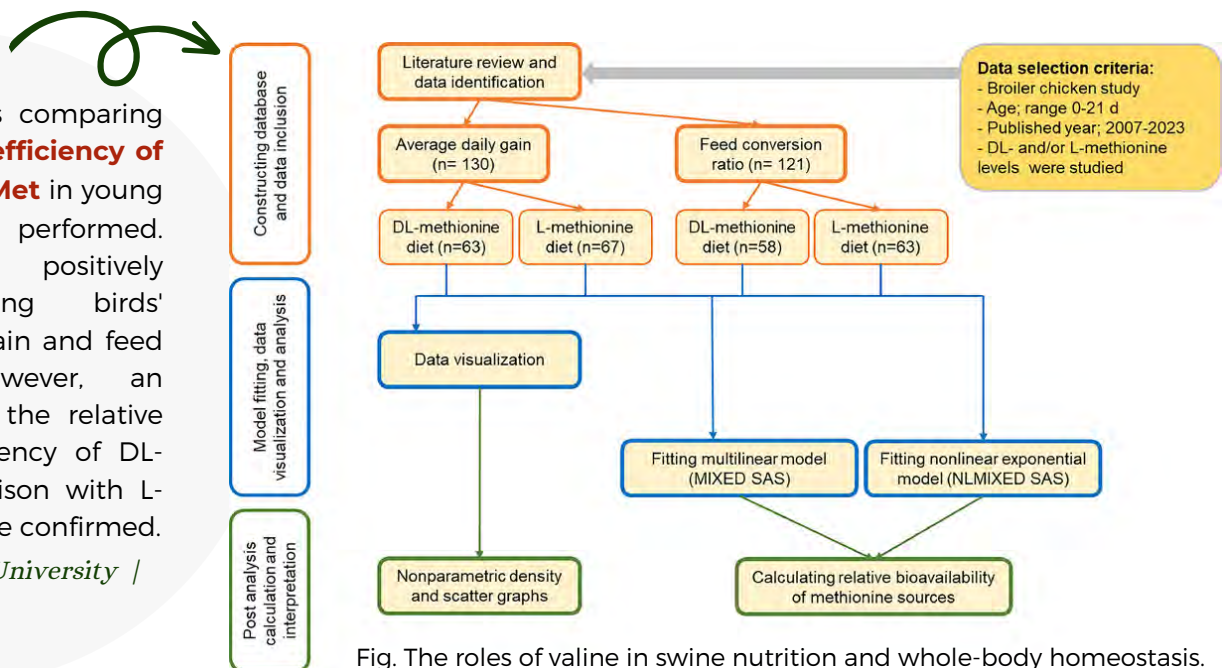 s comparing
efficiency of
Met in young
performed.
positively
ing birds'
ain and feed
wever, an
the relative
iency of DL-
ison with L-
e confirmed.
University |
Constructing database
and data inclusion
Model fitting, data
visualization and analysis
Post analysis
calculation and
interpretation
Literature review and
data identification
Data selection criteria:
- Broiler chicken study
- Age; range 0-21 d
- Published year; 2007-2023
- DL- and/or L-methionine
levels were studied
Average daily gain
(n= 130)
Feed conversion
ratio (n= 121)
DL-methionine
diet (n=63)
L-methionine
diet (n=67)
DL-methionine
diet (n=58)
L-methionine
diet (n=63)
Data visualization
Fitting multilinear model
(MIXED SAS)
Fitting nonlinear exponential
model (NLMIXED SAS)
Nonparametric density
and scatter graphs
Calculating relative bioavailability
of methionine sources
Fig. The roles of valine in swine nutrition and whole-body homeostasis.